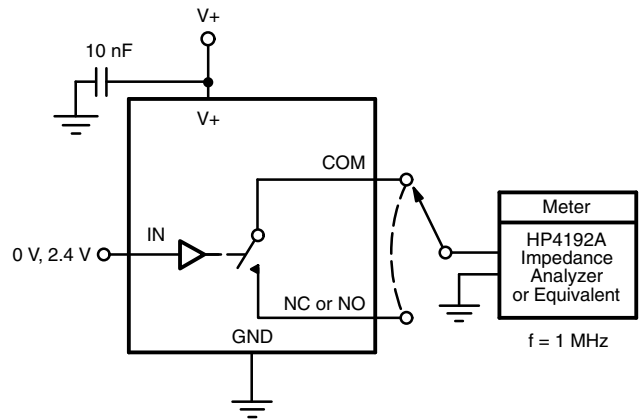 V+
10 nF
V+
COM
Meter
IN
HP4192A
Impedance
Analyzer
or Equivalent
0 V, 2.4 V
NC or NO
GND
f = 1 MHz